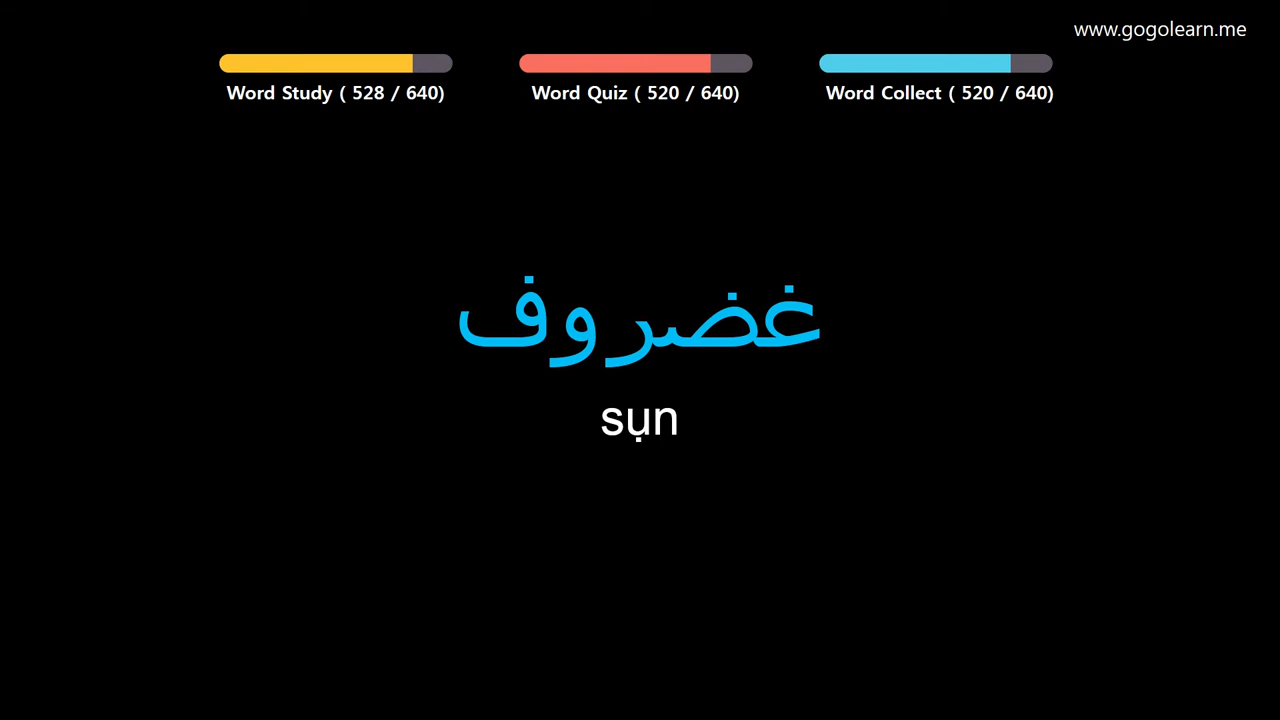 www.gogolearn.me
Word Study ( 528 / 640)
Word Quiz ( 520 / 640)
Word Collect ( 520 / 640)
غضروف
sụn